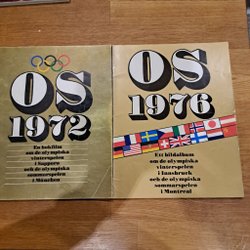 OS
1972
En bokfilm
om de olympiska
vinterspelen
i Sapporo
och de olympiska
sommarspelen
i München
OS
1976
Ett bildalbum
om de olympiska
vinterspelen
i Innsbruck
och de olympiska
sommarspelen
i Montreal